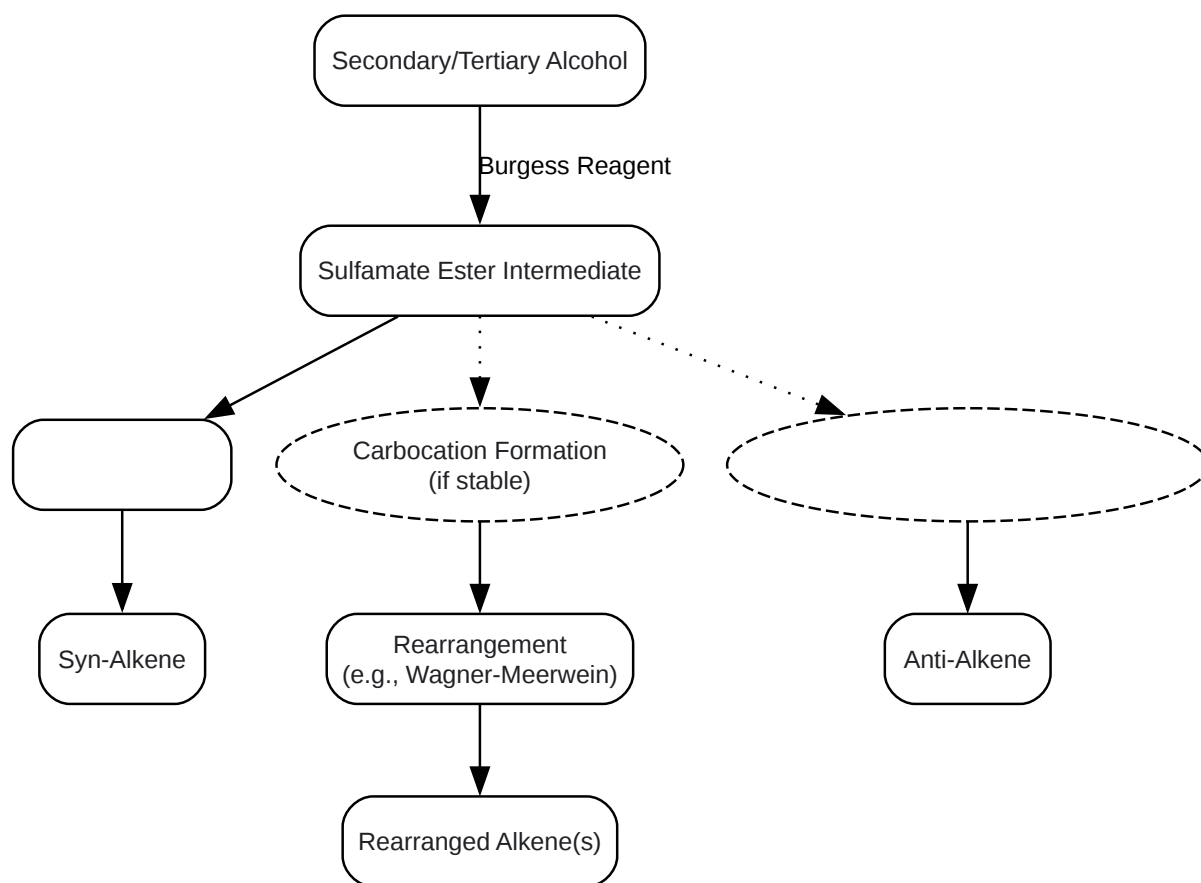 Secondary/Tertiary Alcohol
Burgess Reagent
Sulfamate Ester Intermediate
Carbocation Formation
(if stable)
Syn-Alkene
Rearrangement
(e.g., Wagner-Meerwein)
Anti-Alkene
Rearranged Alkene(s)